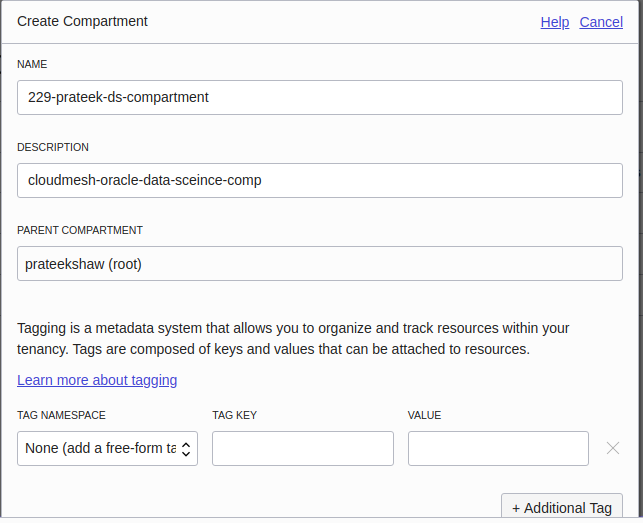 Create Compartment Help Cancel
NAME
229-prateek-ds-compartment
DESCRIPTION
cloudmesh-oracle-data-sceince-comp
PARENT COMPARTMENT
prateekshaw (root)
Tagging is a metadata system that allows you to organize and track resources within your
tenancy. Tags are composed of keys and values that can be attached to resources.
Learn more about tagging
TAG NAMESPACE TAG KEY VALUE
None (add a free-form ta
+ Additional Tag